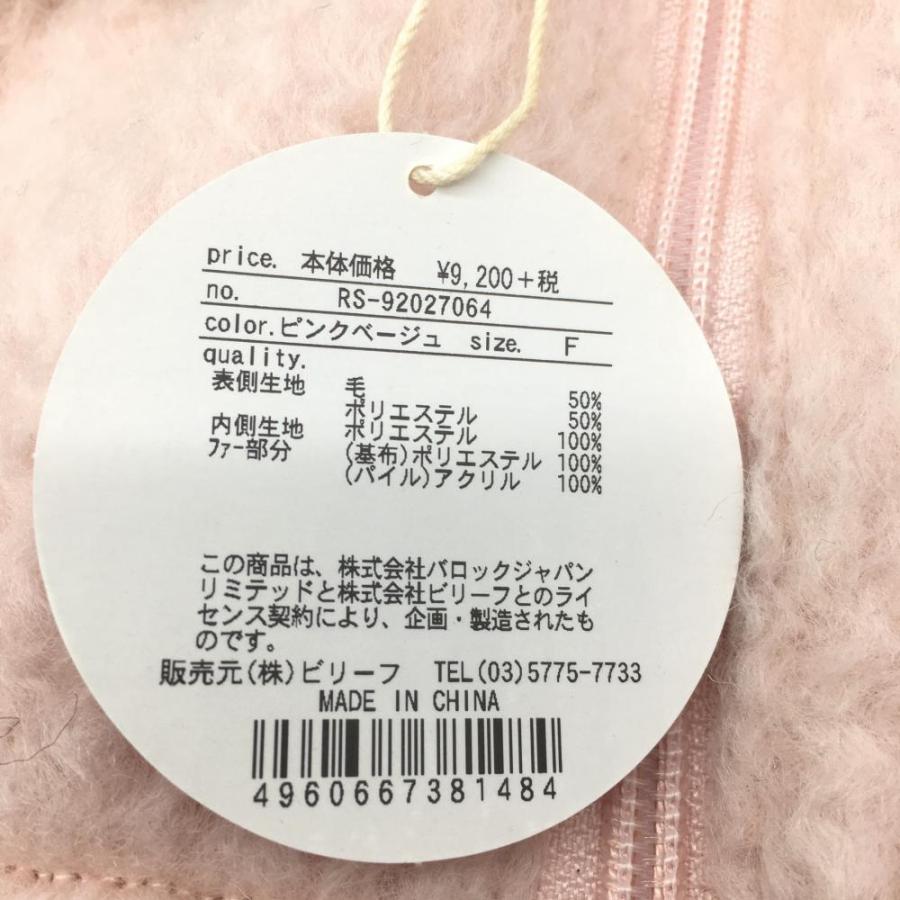 price. 本体価格 ¥9,200+税
no. RS-92027064
color.ピンクベージュ size. F
quality.
表側生地 毛 50%
ポリエステル 50%
内側生地 ポリエステル 100%
ファー部分 (基布)ポリエステル 100%
(パイル)アクリル 100%
この商品は、株式会社バロックジャパン
リミテッドと株式会社ビリーフとのライ
センス契約により、企画・製造されたも
のです。
販売元(株)ビリーフ TEL(03)5775-7733
MADE IN CHINA
4960667381484